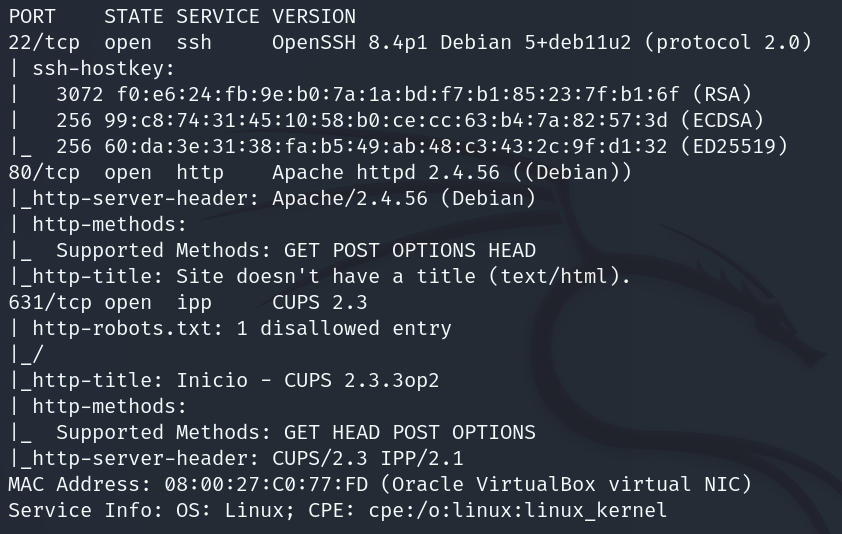 PORT    STATE SERVICE VERSION
22/tcp  open  ssh     OpenSSH 8.4p1 Debian 5+deb11u2 (protocol 2.0)
| ssh-hostkey:
|   3072 f0:e6:24:fb:9e:b0:7a:1a:bd:f7:b1:85:23:7f:b1:6f (RSA)
|   256 99:c8:74:31:45:10:58:b0:ce:cc:63:b4:7a:82:57:3d (ECDSA)
|_  256 60:da:3e:31:38:fa:b5:49:ab:48:c3:43:2c:9f:d1:32 (ED25519)
80/tcp  open  http    Apache httpd 2.4.56 ((Debian))
|_http-server-header: Apache/2.4.56 (Debian)
| http-methods:
|_  Supported Methods: GET POST OPTIONS HEAD
|_http-title: Site doesn't have a title (text/html).
631/tcp open  ipp     CUPS 2.3
| http-robots.txt: 1 disallowed entry
|_/
|_http-title: Inicio - CUPS 2.3.3op2
| http-methods:
|_  Supported Methods: GET HEAD POST OPTIONS
|_http-server-header: CUPS/2.3 IPP/2.1
MAC Address: 08:00:27:C0:77:FD (Oracle VirtualBox virtual NIC)
Service Info: OS: Linux; CPE: cpe:/o:linux:linux_kernel